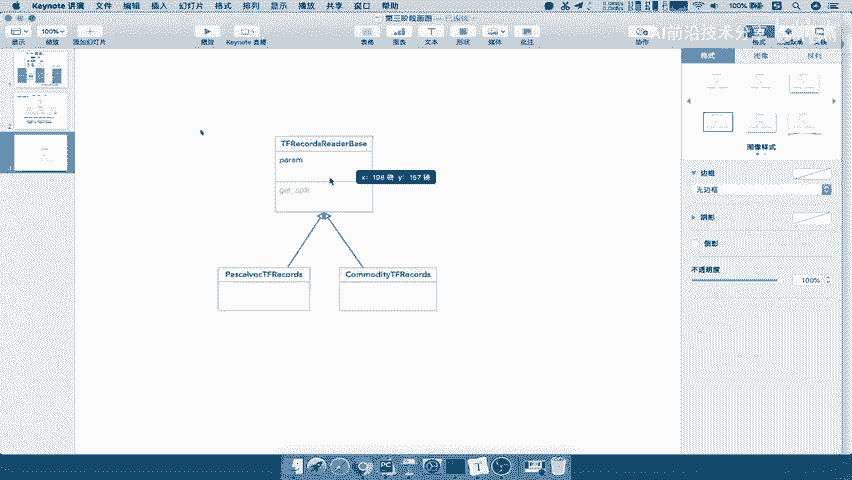 Keynote 讲演 文件 编辑 插入 幻灯片 格式 排列 显示 播放 共享 窗口 帮助
100%
第三阶段画图 — 已编辑
AI前沿技术分享
100%
显示 缩放 添加幻灯片 播放 Keynote 直播 表格 图表 文本 形状 媒体 批注 协作 格式
样式 图像 排列
1
2
TFRecordsReaderBase
param
get_split
x: 198 磅 y: 157 磅
PascalvocTFRecords
CommodityTFRecords
图像样式
边框
无边框
阴影
倒影
不透明度
100%